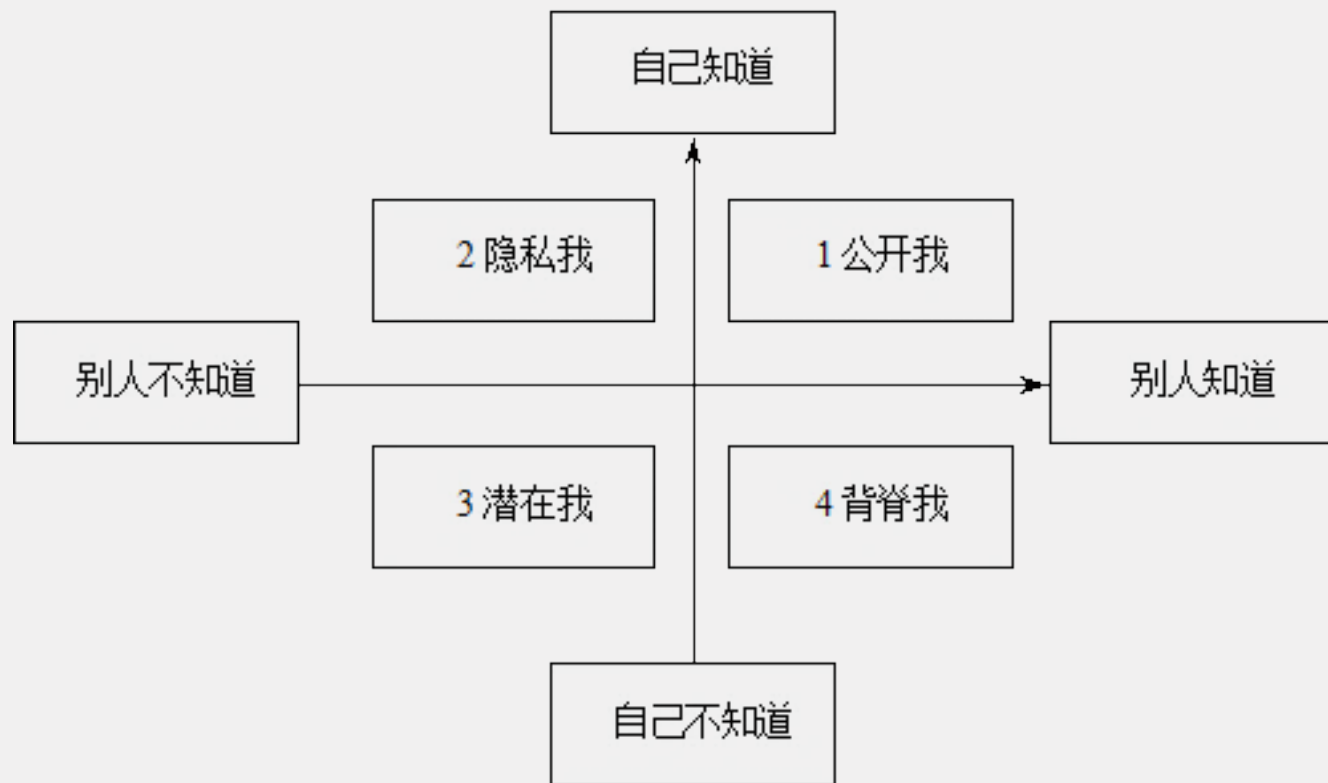 自己知道
2 隐私我
1 公开我
别人不知道
别人知道
3 潜在我
4 背脊我
自己不知道